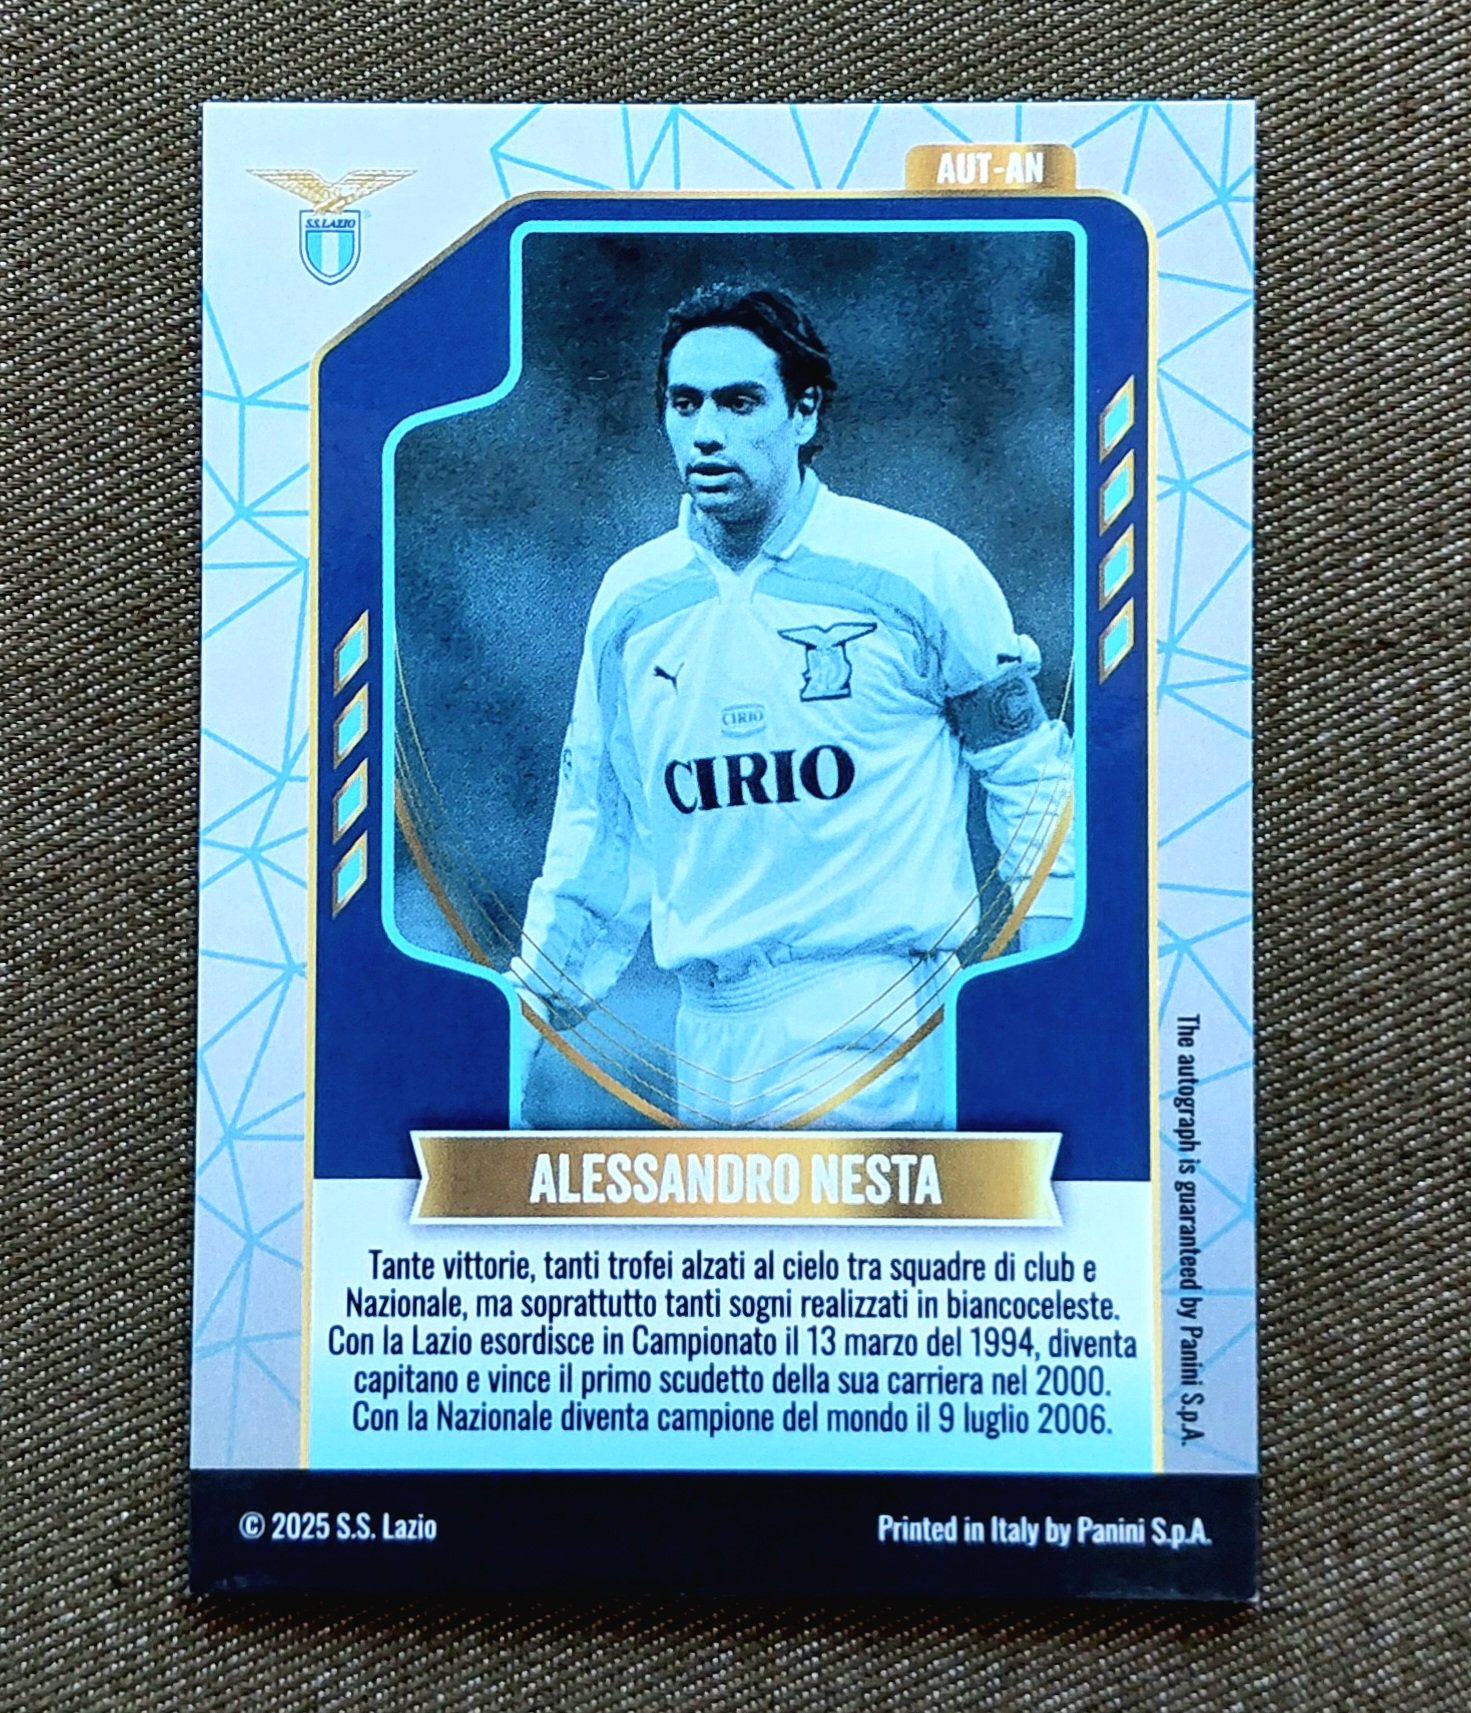 AUT-AN
S.S. LAZIO
CIRIO
CIRIO
C
ALESSANDRO NESTA
Tante vittorie, tanti trofei alzati al cielo tra squadre di club e
Nazionale, ma soprattutto tanti sogni realizzati in biancoceleste.
Con la Lazio esordisce in Campionato il 13 marzo del 1994, diventa
capitano e vince il primo scudetto della sua carriera nel 2000.
Con la Nazionale diventa campione del mondo il 9 luglio 2006.
The autograph is guaranteed by Panini S.p.A.
© 2025 S.S. Lazio
Printed in Italy by Panini S.p.A.